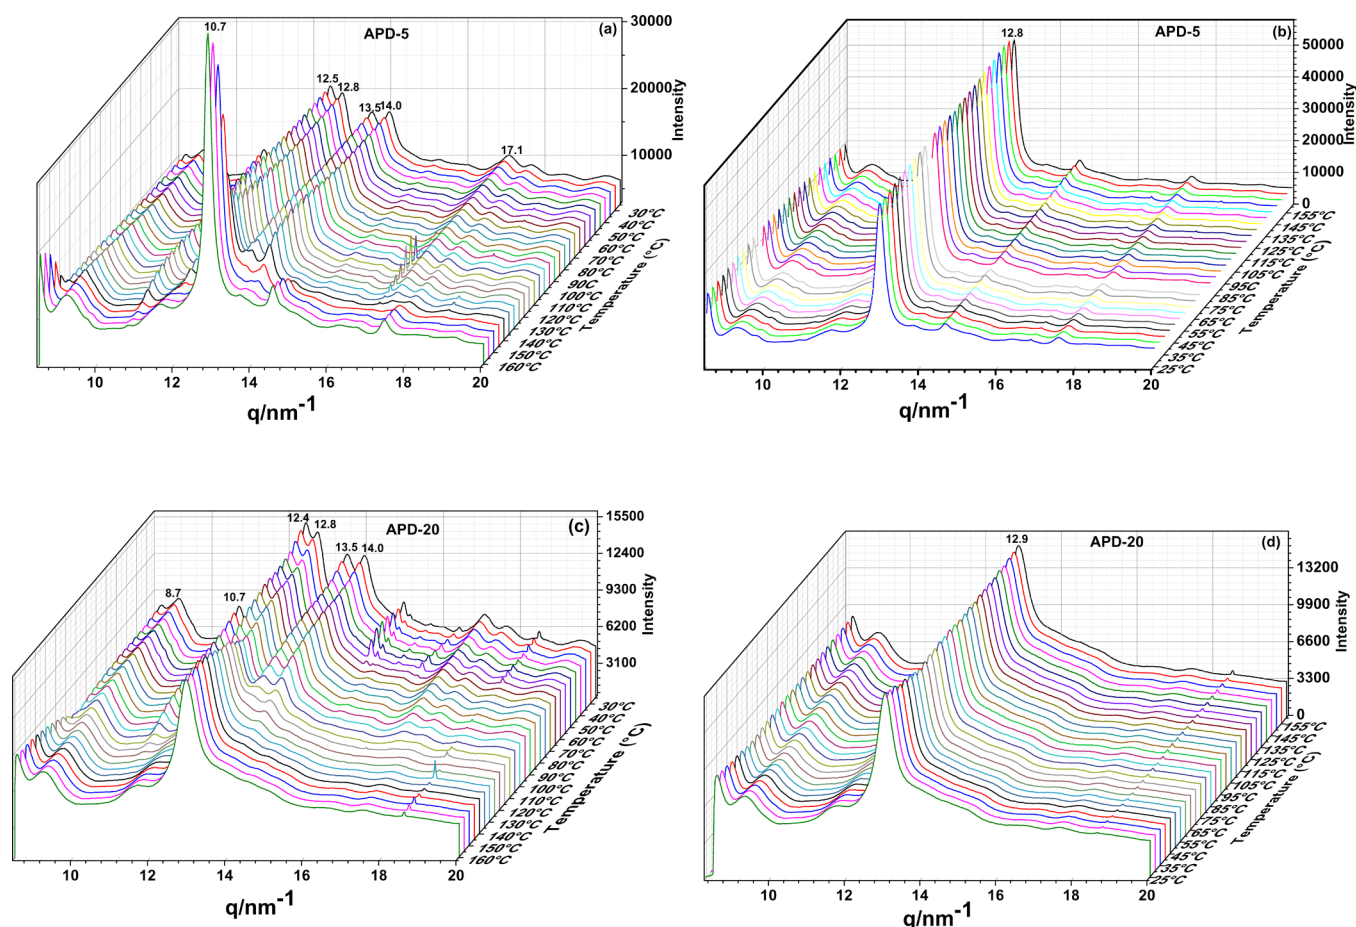 10.7
APD-5
(a)
30000
12.5
12.8
20000
13.5
14.0
Intensity
10000
17.1
30°C
40°C
50°C
60°C
70°C
80°C
90C
100°C
110°C
120°C
130°C
140°C
150°C
160°C
Temperature (°C)
10
12
14
16
18
20
q/nm-1
12.8
APD-5
(b)
50000
40000
30000
20000
10000
0
Intensity
155°C
145°C
135°C
125°C
115°C
105°C
95C
85°C
75°C
65°C
55°C
45°C
35°C
25°C
Temperature (°C)
10
12
14
16
18
20
q/nm-1
12.4
12.8
APD-20
(c)
15500
12400
9300
6200
3100
Intensity
13.5
14.0
8.7
10.7
30°C
40°C
50°C
60°C
70°C
80°C
90°C
100°C
110°C
120°C
130°C
140°C
150°C
160°C
Temperature (°C)
10
12
14
16
18
20
q/nm-1
12.9
APD-20
(d)
13200
9900
6600
3300
0
Intensity
155°C
145°C
135°C
125°C
115°C
105°C
95°C
85°C
75°C
65°C
55°C
45°C
35°C
25°C
Temperature (°C)
10
12
14
16
18
20
q/nm-1